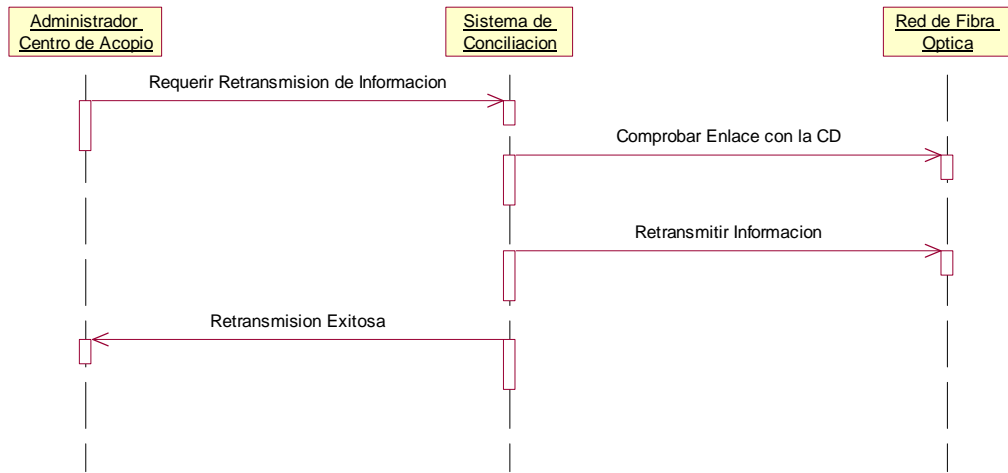 Administrador
Centro de Acopio
Sistema de
Conciliacion
Red de Fibra
Optica
Requerir Retransmision de Informacion
Comprobar Enlace con la CD
Retransmitir Informacion
Retransmision Exitosa